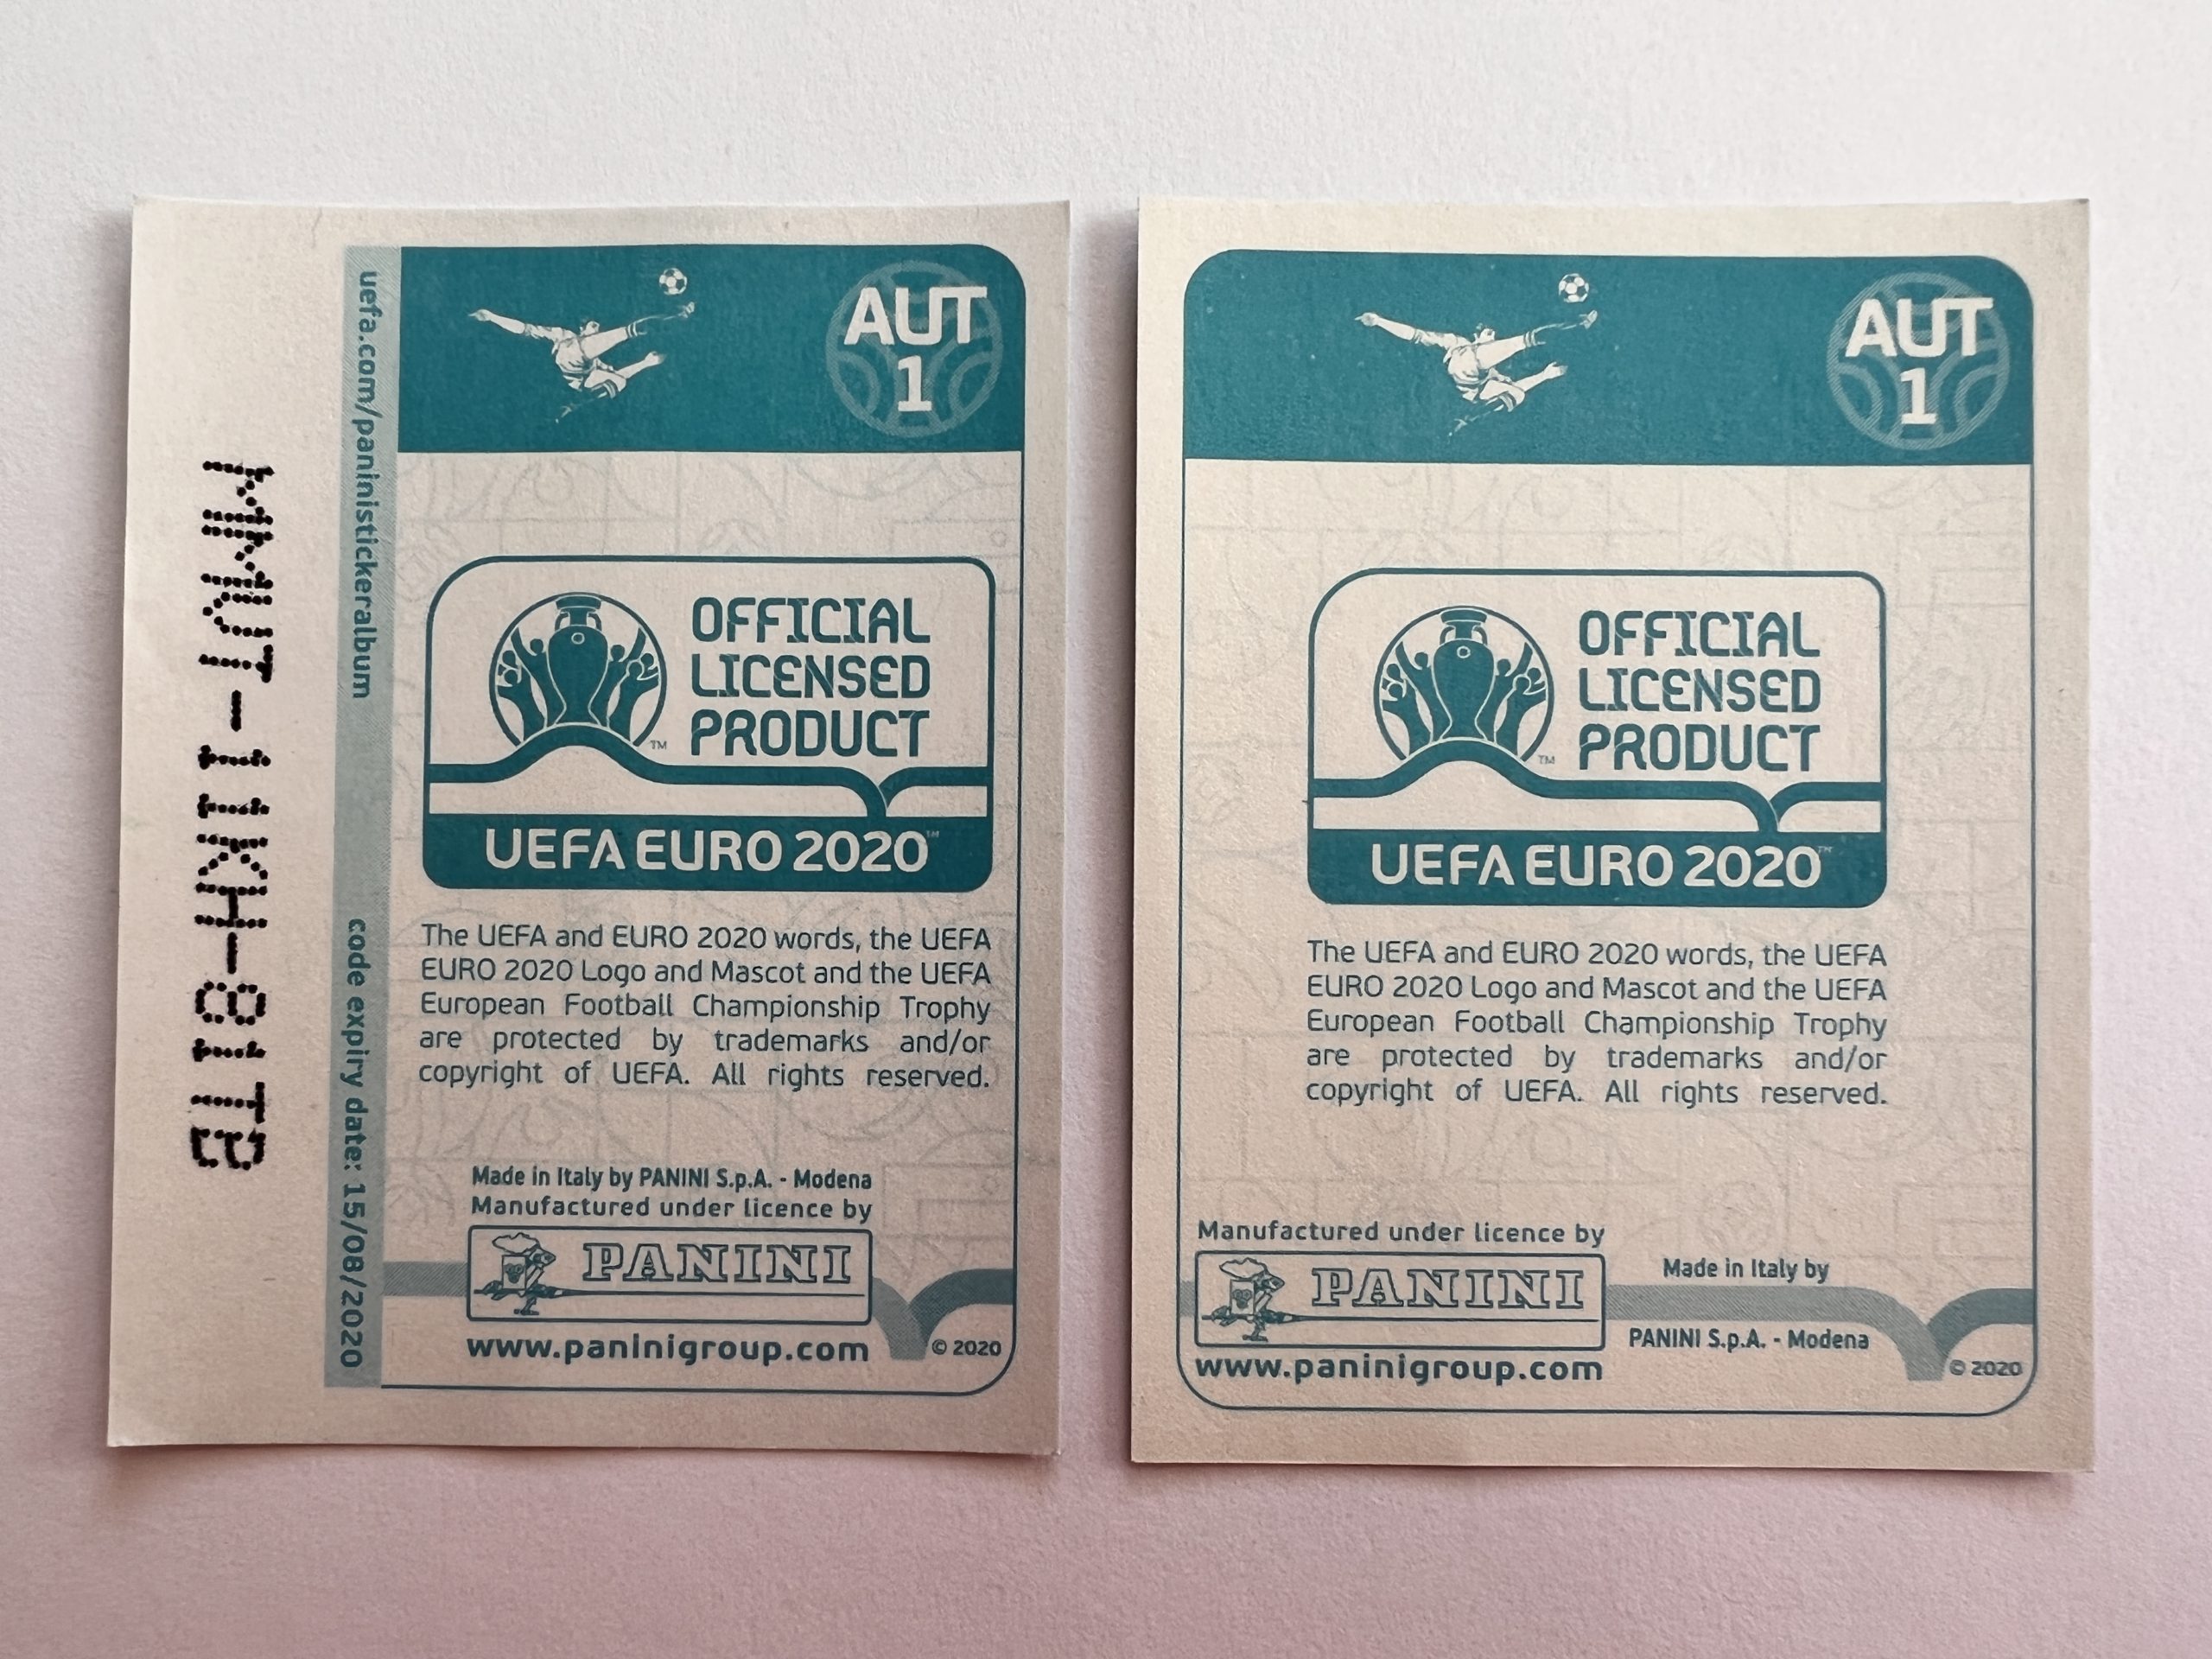 uefa.com/paninistickeralbum
code expiry date: 15/08/2020
AUT
1
OFFICIAL
LICENSED
PRODUCT
™
UEFA EURO 2020™
The UEFA and EURO 2020 words, the UEFA
EURO 2020 Logo and Mascot and the UEFA
European Football Championship Trophy
are protected by trademarks and/or
copyright of UEFA. All rights reserved.
Made in Italy by PANINI S.p.A. - Modena
Manufactured under licence by
PANINI
www.paninigroup.com
© 2020
AUT
1
OFFICIAL
LICENSED
PRODUCT
™
UEFA EURO 2020™
The UEFA and EURO 2020 words, the UEFA
EURO 2020 Logo and Mascot and the UEFA
European Football Championship Trophy
are protected by trademarks and/or
copyright of UEFA. All rights reserved.
Manufactured under licence by
PANINI
www.paninigroup.com
Made in Italy by
PANINI S.p.A. - Modena
© 2020